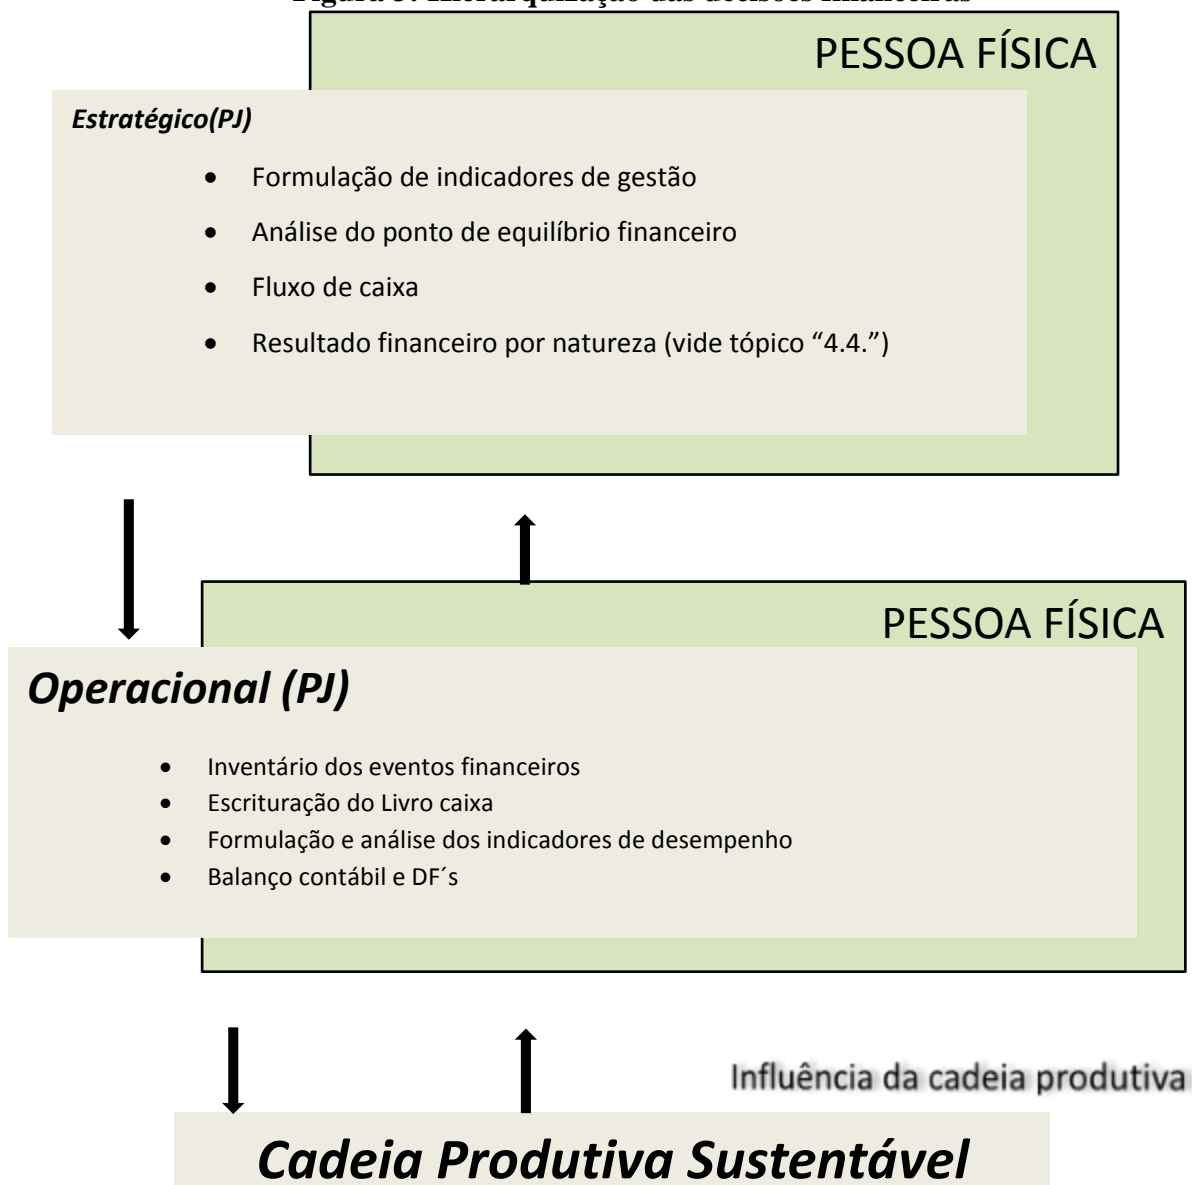 PESSOA FÍSICA
Estratégico(PJ)
• Formulação de indicadores de gestão
• Análise do ponto de equilíbrio financeiro
• Fluxo de caixa
• Resultado financeiro por natureza (vide tópico “4.4.”)
PESSOA FÍSICA
Operacional (PJ)
• Inventário dos eventos financeiros
• Escrituração do Livro caixa
• Formulação e análise dos indicadores de desempenho
• Balanço contábil e DF´s
Influência da cadeia produtiva
Cadeia Produtiva Sustentável